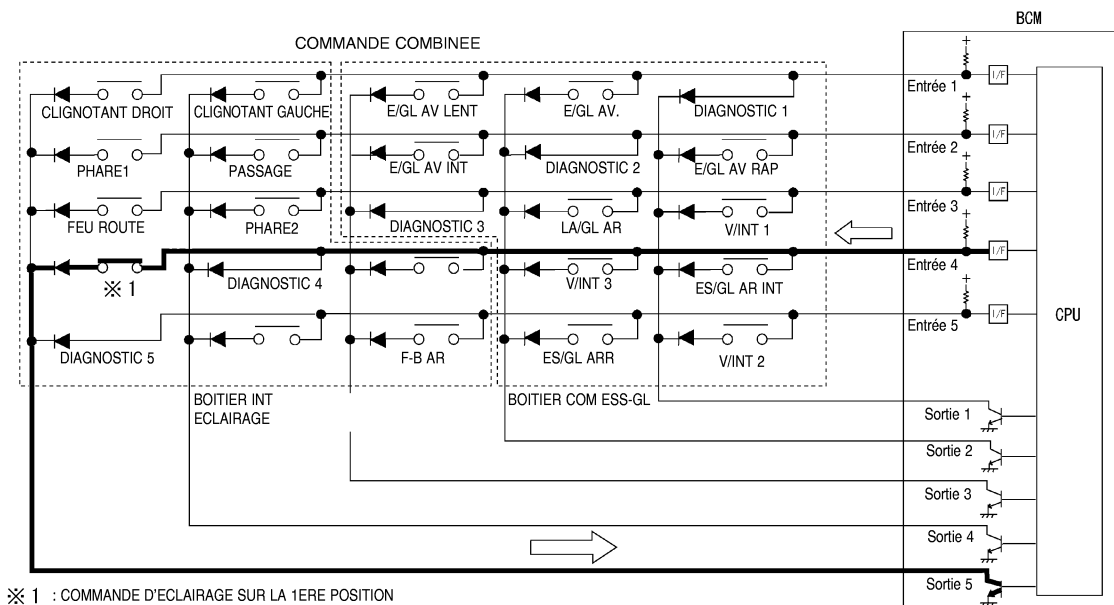 BCM
COMMANDE COMBINEE
CLIGNOTANT DROIT
CLIGNOTANT GAUCHE
E/GL AV LENT
E/GL AV.
DIAGNOSTIC 1
Entrée 1
+
I/F
PHARE1
PASSAGE
E/GL AV INT
DIAGNOSTIC 2
E/GL AV RAP
Entrée 2
+
I/F
FEU ROUTE
PHARE2
DIAGNOSTIC 3
LA/GL AR
V/INT 1
Entrée 3
+
I/F
※ 1
DIAGNOSTIC 4
V/INT 3
ES/GL AR INT
Entrée 4
+
I/F
CPU
DIAGNOSTIC 5
F-B AR
ES/GL ARR
V/INT 2
Entrée 5
+
I/F
BOITIER INT
ECLAIRAGE
BOITIER COM ESS-GL
Sortie 1
Sortie 2
Sortie 3
Sortie 4
Sortie 5
※ 1 : COMMANDE D'ECLAIRAGE SUR LA 1ERE POSITION